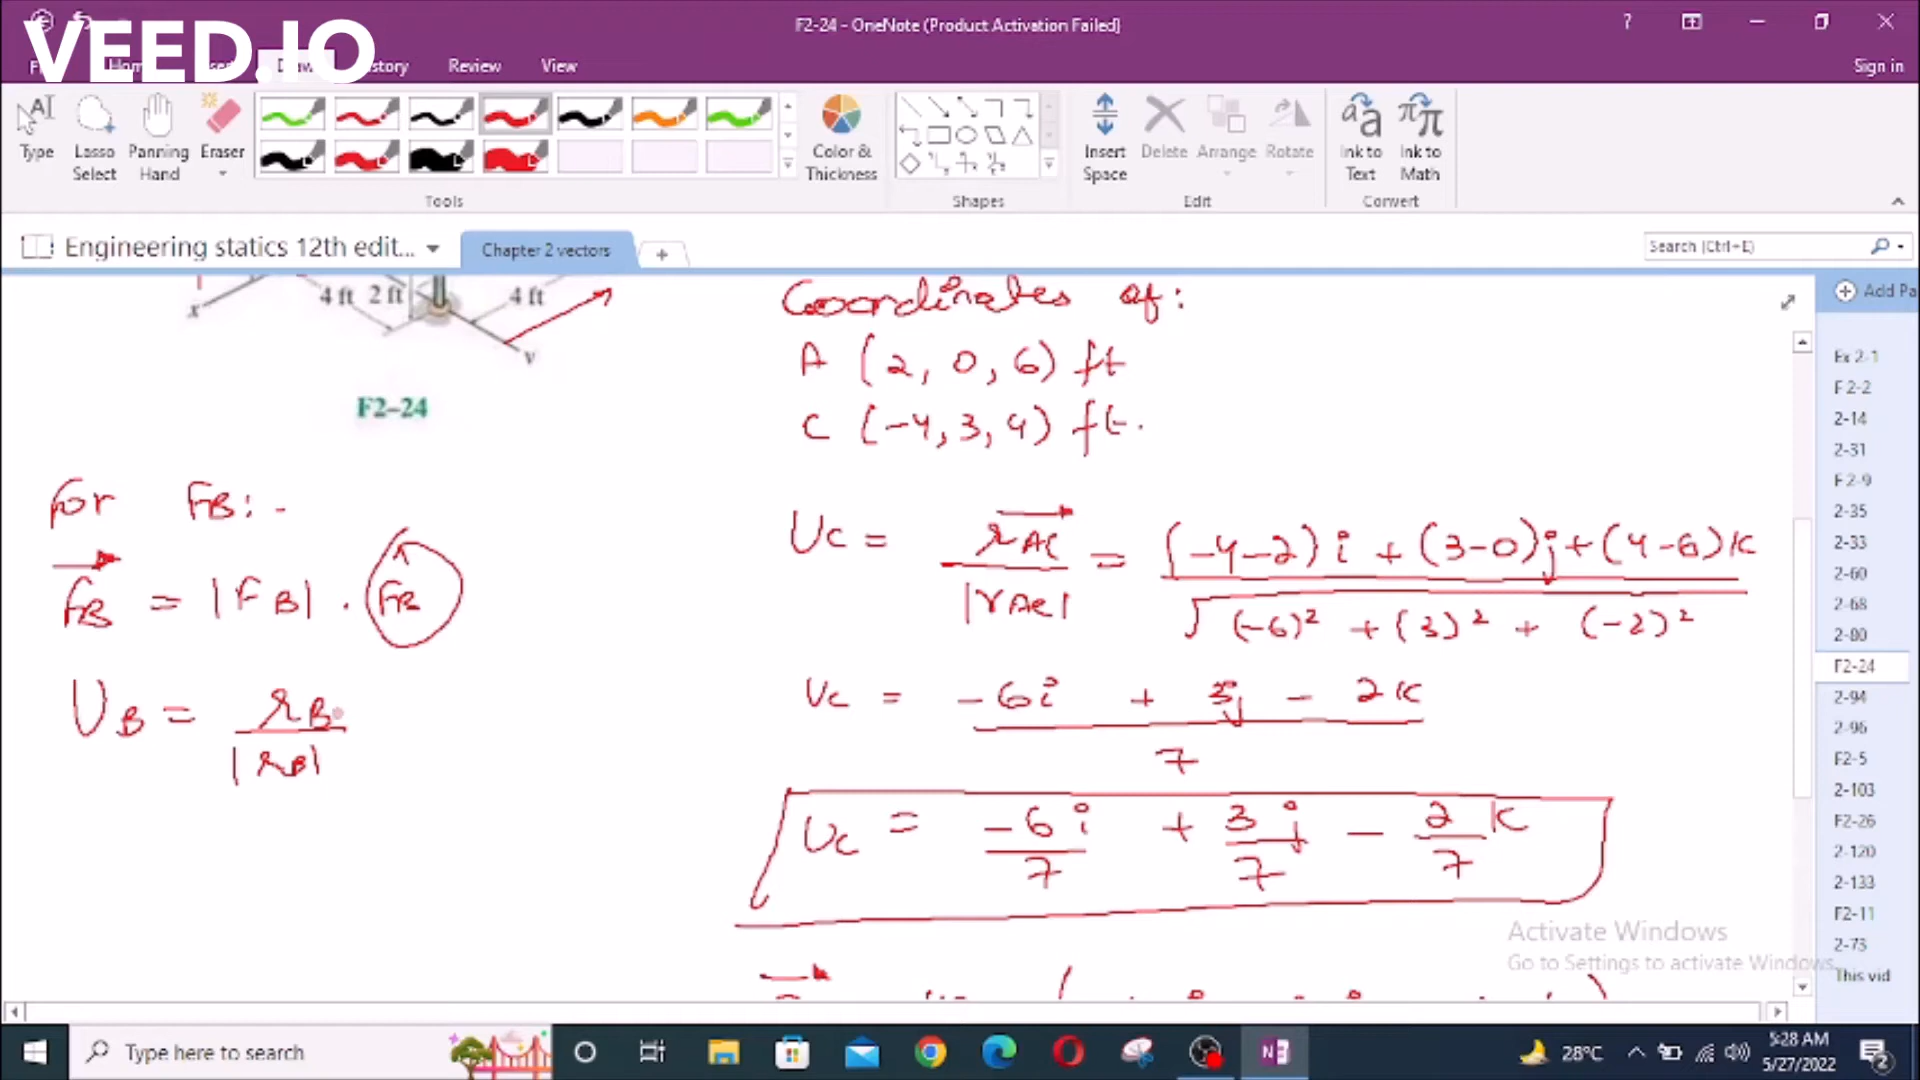 F2-24 - OneNote (Product Activation Failed)
VEED.IO
Draw
Review
View
Sign in
Type
Lasso Select
Panning Hand
Eraser
Color & Thickness
Insert Space
Delete
Arrange
Rotate
Ink to Text
Ink to Math
Tools
Shapes
Edit
Convert
Engineering statics 12th edit...
Chapter 2 vectors
Search (Ctrl+E)
4 ft 2 ft
4 ft
x
F2–24
Coordinates of:
A (2, 0, 6) ft
C (-4, 3, 4) ft.
For FB:-
FB = |FB| . FB
UB = rB / |rB|
UC = rAC / |rAC| = (-4-2)i + (3-0)j + (4-6)k / √(-6)² + (3)² + (-2)²
UC = -6i + 3j - 2k / 7
UC = -6i/7 + 3j/7 - 2/7 k
Add Pa
Ex 2-1
F 2-2
2-14
2-31
F 2-9
2-35
2-33
2-60
2-68
2-80
F2-24
2-94
2-96
F2-5
2-103
F2-26
2-120
2-133
F2-11
2-73
This vid
Activate Windows
Go to Settings to activate Windows.
Type here to search
28°C
5:28 AM
5/27/2022
2